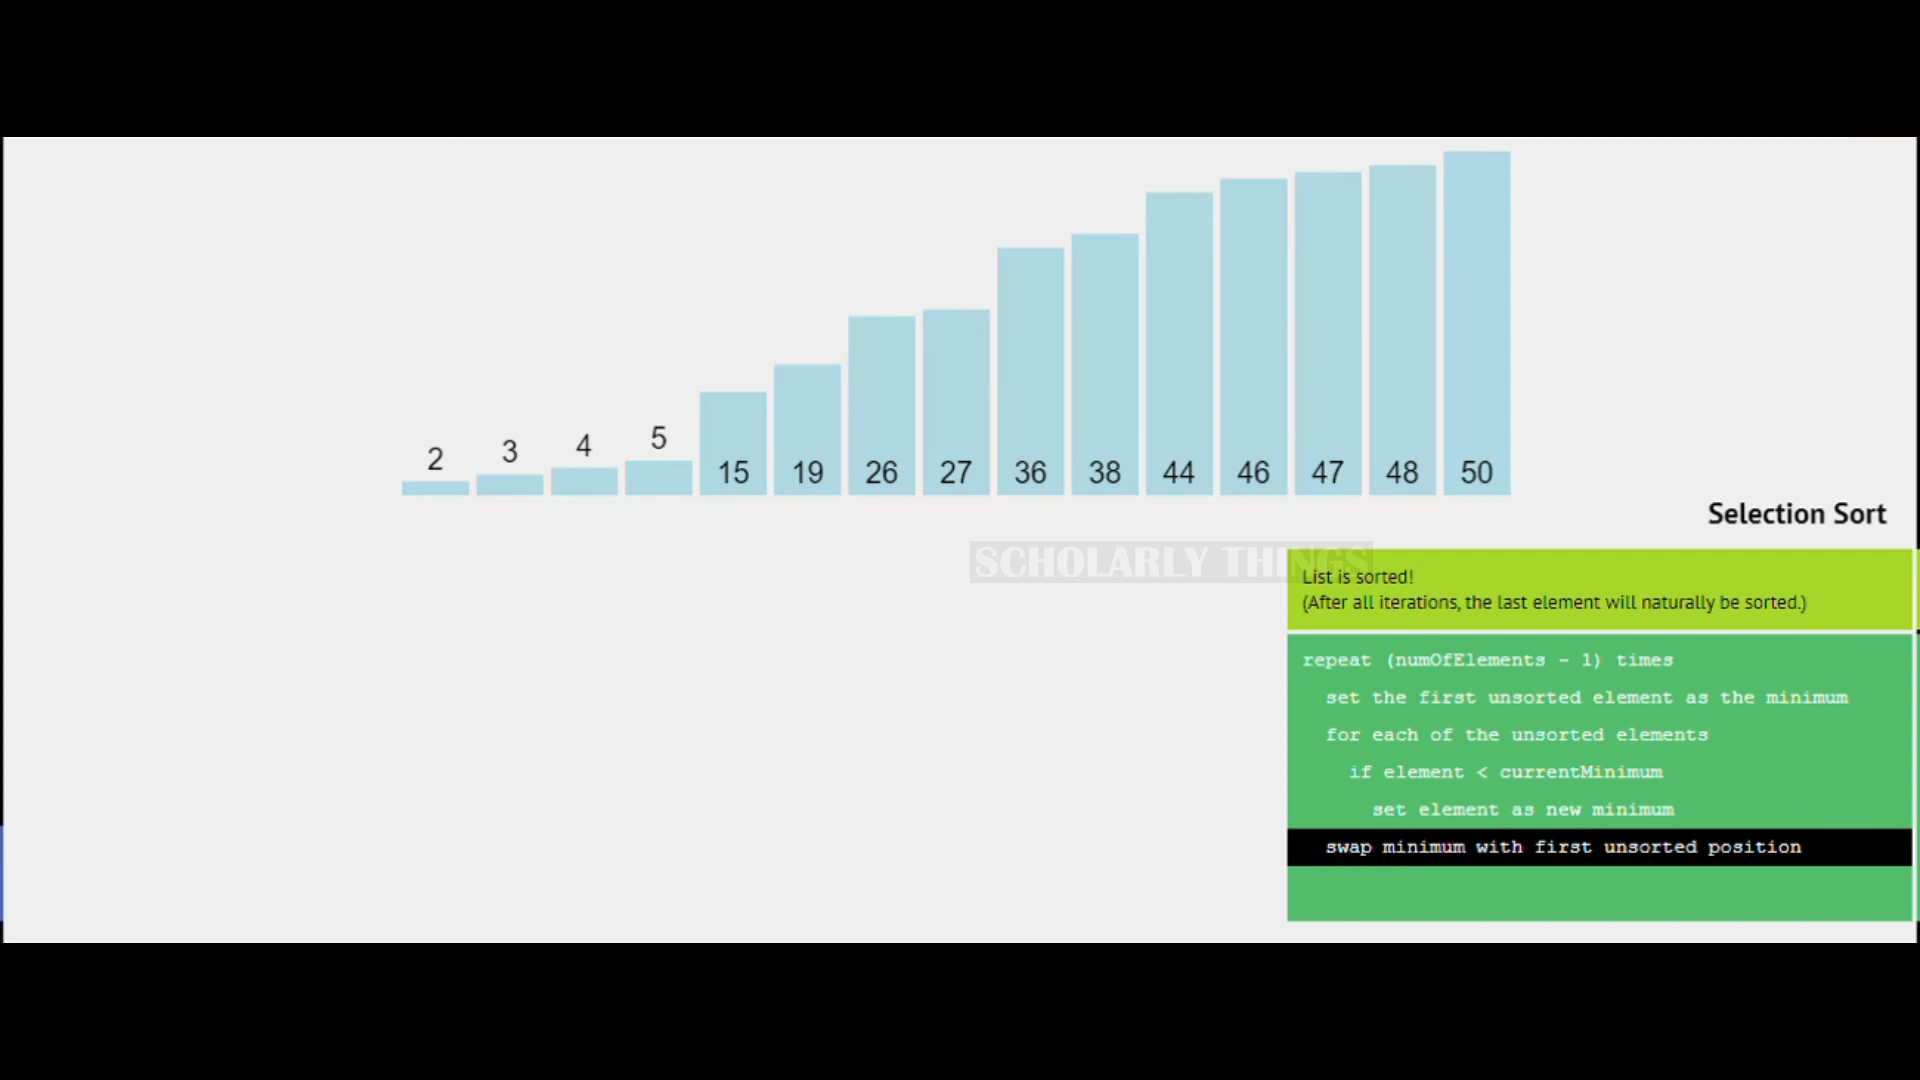 2 3 4 5 15 19 26 27 36 38 44 46 47 48 50
Selection Sort
SCHOLARLY THINGS
List is sorted!
(After all iterations, the last element will naturally be sorted.)
repeat (numOfElements - 1) times
set the first unsorted element as the minimum
for each of the unsorted elements
if element < currentMinimum
set element as new minimum
swap minimum with first unsorted position